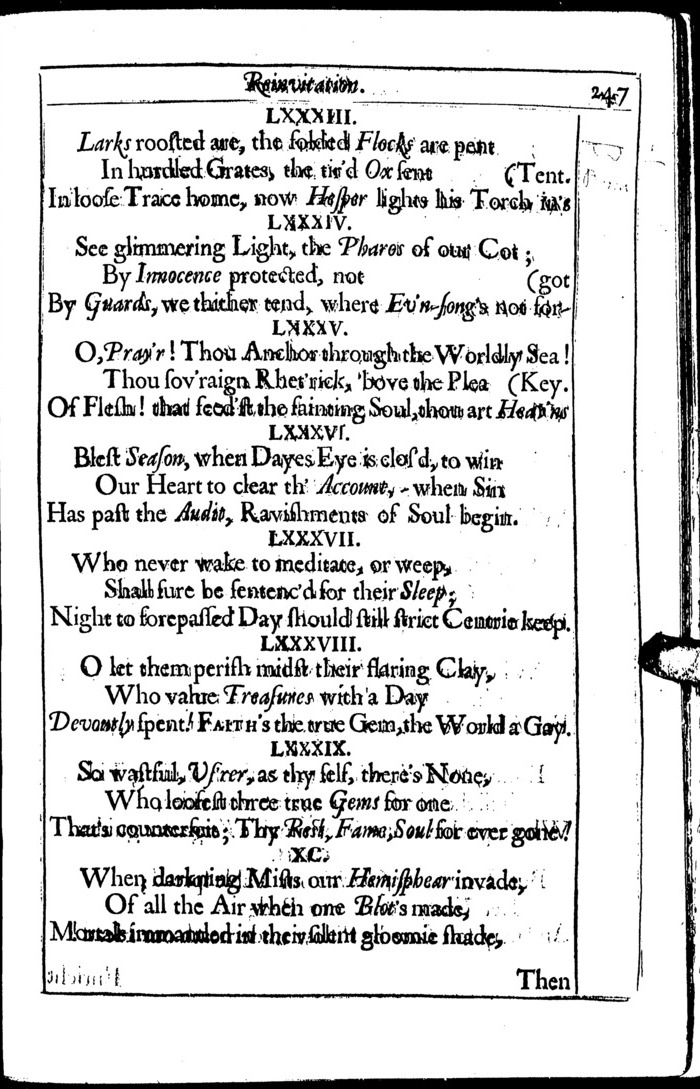 Reinvitation.
247
LXXXIII.
Larks roosted are, the folded Flocks are pent
In hurdled Grates, the tir'd Ox sent (Tent.
In loose Trace home, now Hesper lights his Torch in's
LXXXIV.
See glimmering Light, the Pharos of our Cot;
By Innocence protected, not (got
By Guards, we thither tend, where Ev'n-song's not for-
LXXXV.
O, Pray'r! Thou Anchor through the Worldly Sea!
Thou sov'raign Rhet'rick, 'bove the Plea (Key.
Of Flesh! that feed'st the fainting Soul, thou art Heav'ns
LXXXVI.
Blest Season, when Dayes Eye is clos'd, to win
Our Heart to clear th' Account, - when Sin
Has past the Audit, Ravishments of Soul begin.
LXXXVII.
Who never wake to meditate, or weep,
Shall sure be sentenc'd for their Sleep;
Night to forepassed Day should still strict Centrie keep.
LXXXVIII.
O let them perish midst their flaring Clay,
Who value Treasures with a Day
Devoutly spent! FAITH's the true Gem, the World a Gay.
LXXXIX.
So wastful, Usrer, as thy self, there's None,
Who loosest three true Gems for one
That's counterfeit; Thy Rest, Fame, Soul for ever gone!
XC.
When darkning Mists our Hemisphear invade,
Of all the Air when one Blot's made,
Mortals immantled in their silent gloomie shade,
Then